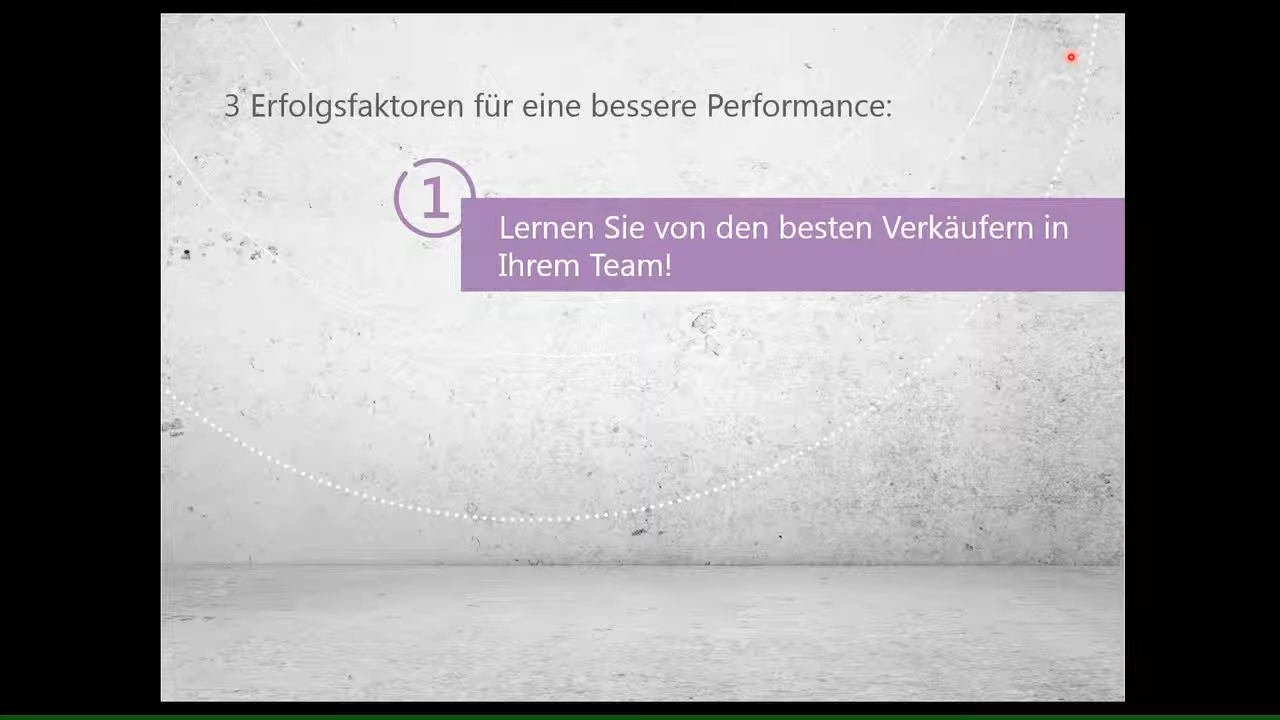 3 Erfolgsfaktoren für eine bessere Performance:
1
Lernen Sie von den besten Verkäufern in
Ihrem Team!